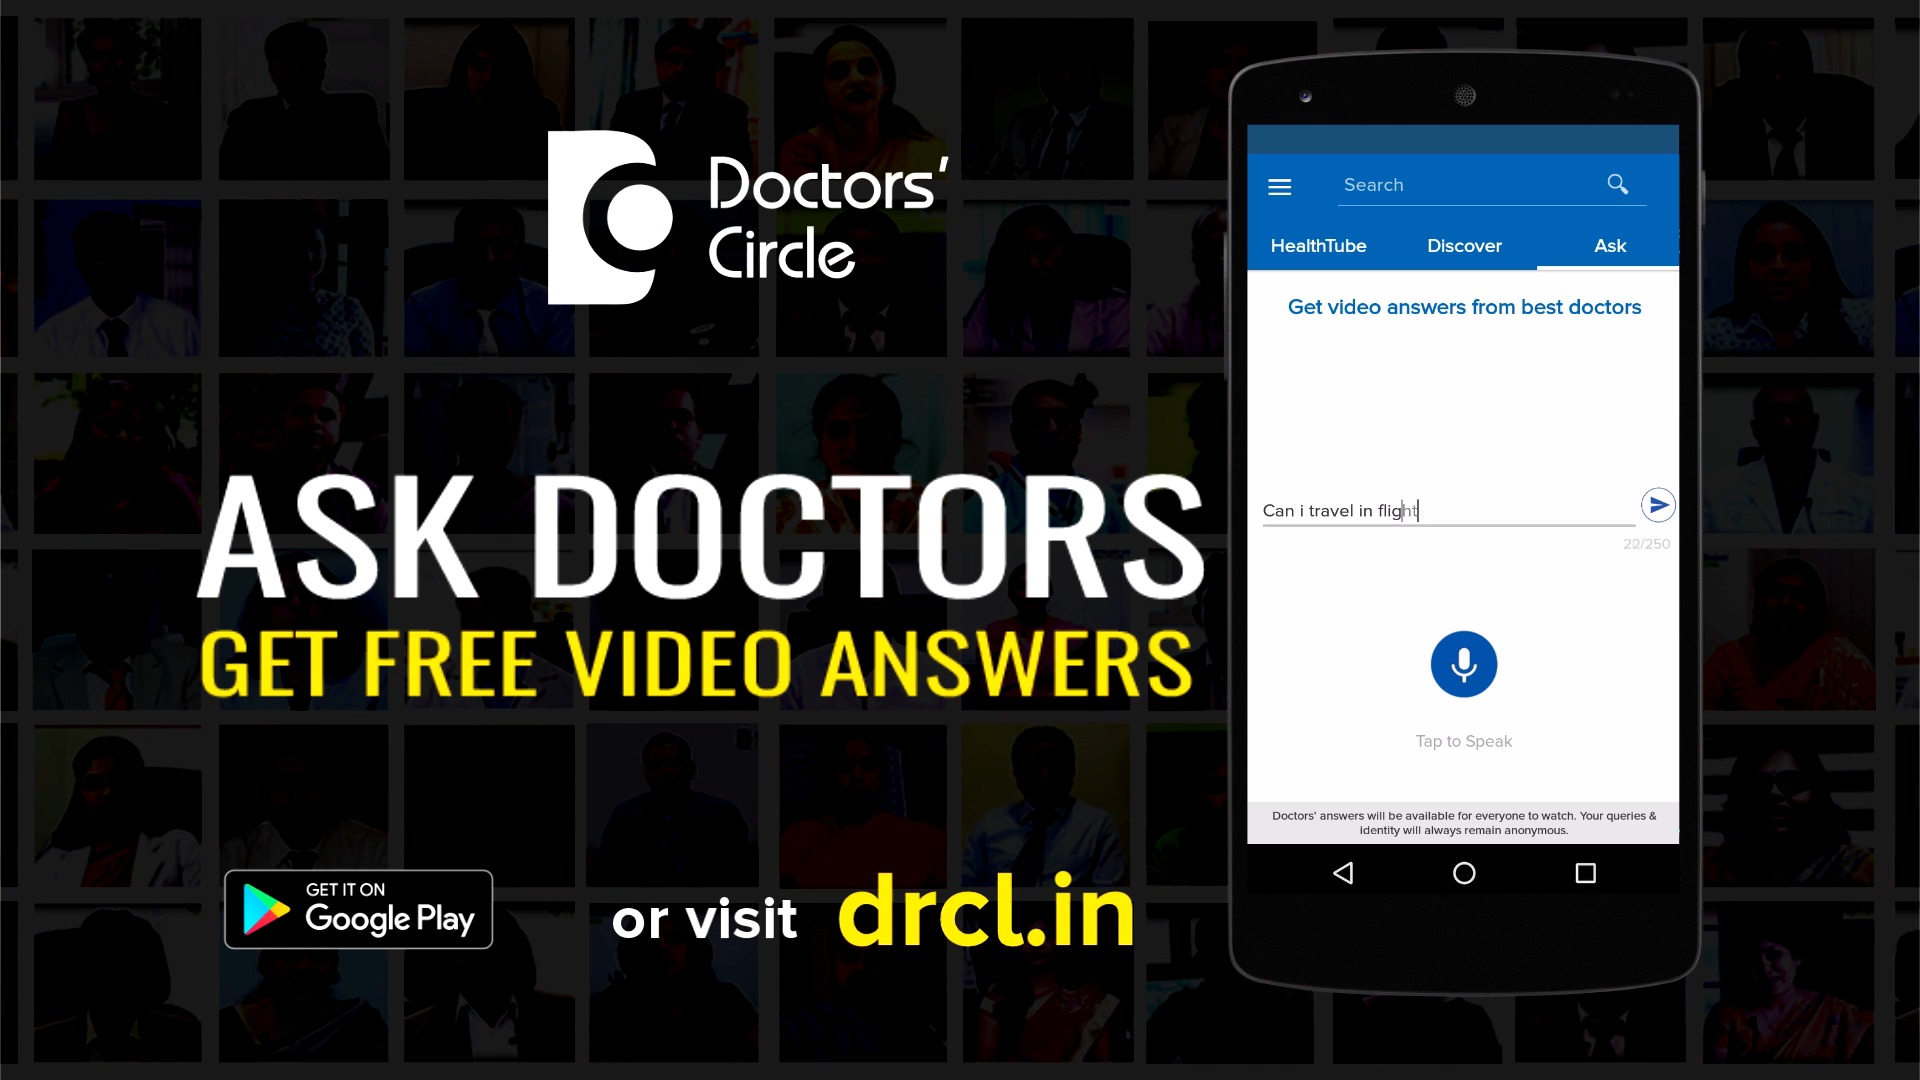 Doctors'
Circle
ASK DOCTORS
GET FREE VIDEO ANSWERS
GET IT ON
Google Play
or visit drcl.in
Search
HealthTube Discover Ask
Get video answers from best doctors
Can i travel in flight
/250
Tap to Speak
Doctors' answers will be available for everyone to watch. Your queries &
identity will always remain anonymous.